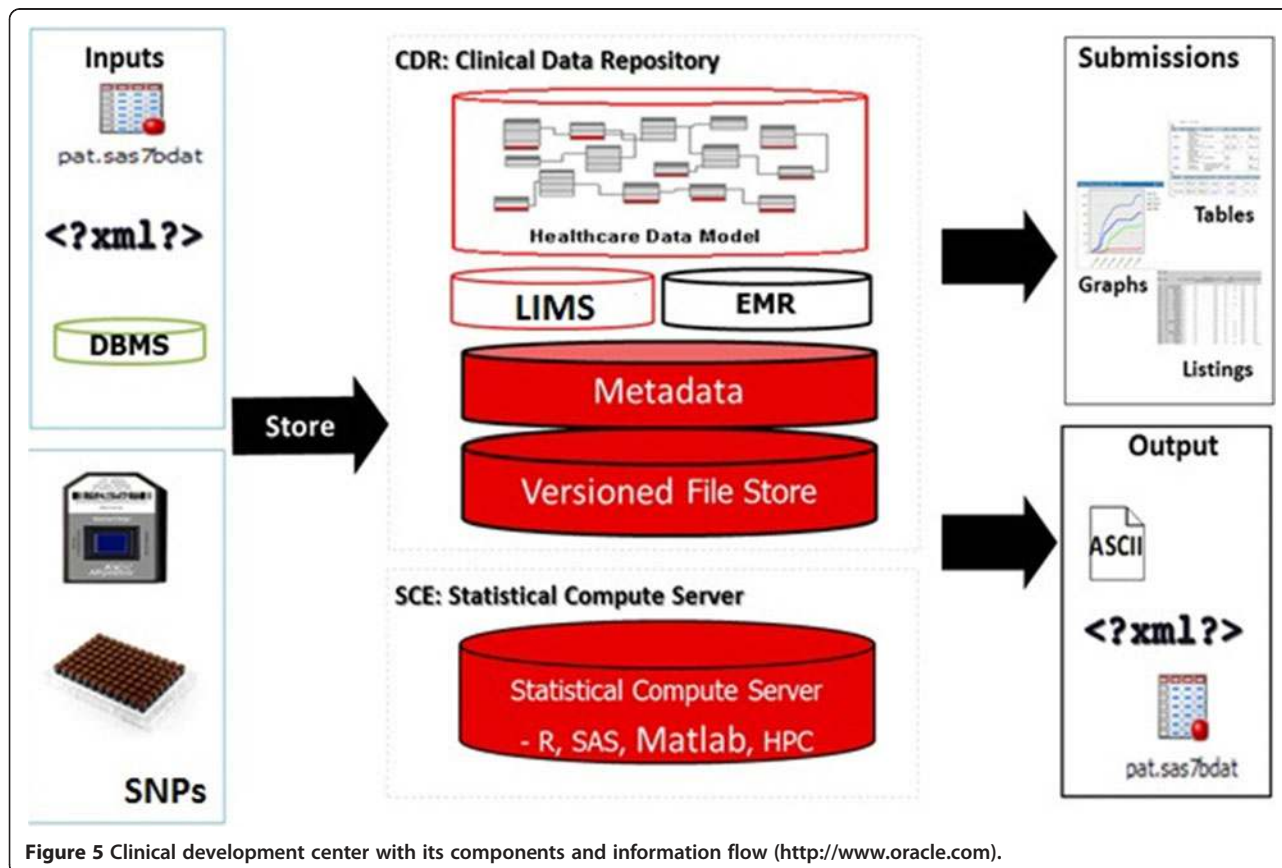 Inputs
pat.sas7bdat
<?xml?>
DBMS
SNPs
Store
CDR: Clinical Data Repository
Healthcare Data Model
LIMS
EMR
Metadata
Versioned File Store
SCE: Statistical Compute Server
Statistical Compute Server
- R, SAS, Matlab, HPC
Submissions
Tables
Graphs
Listings
Output
ASCII
<?xml?>
pat.sas7bdat
Figure 5 Clinical development center with its components and information flow (http://www.oracle.com).